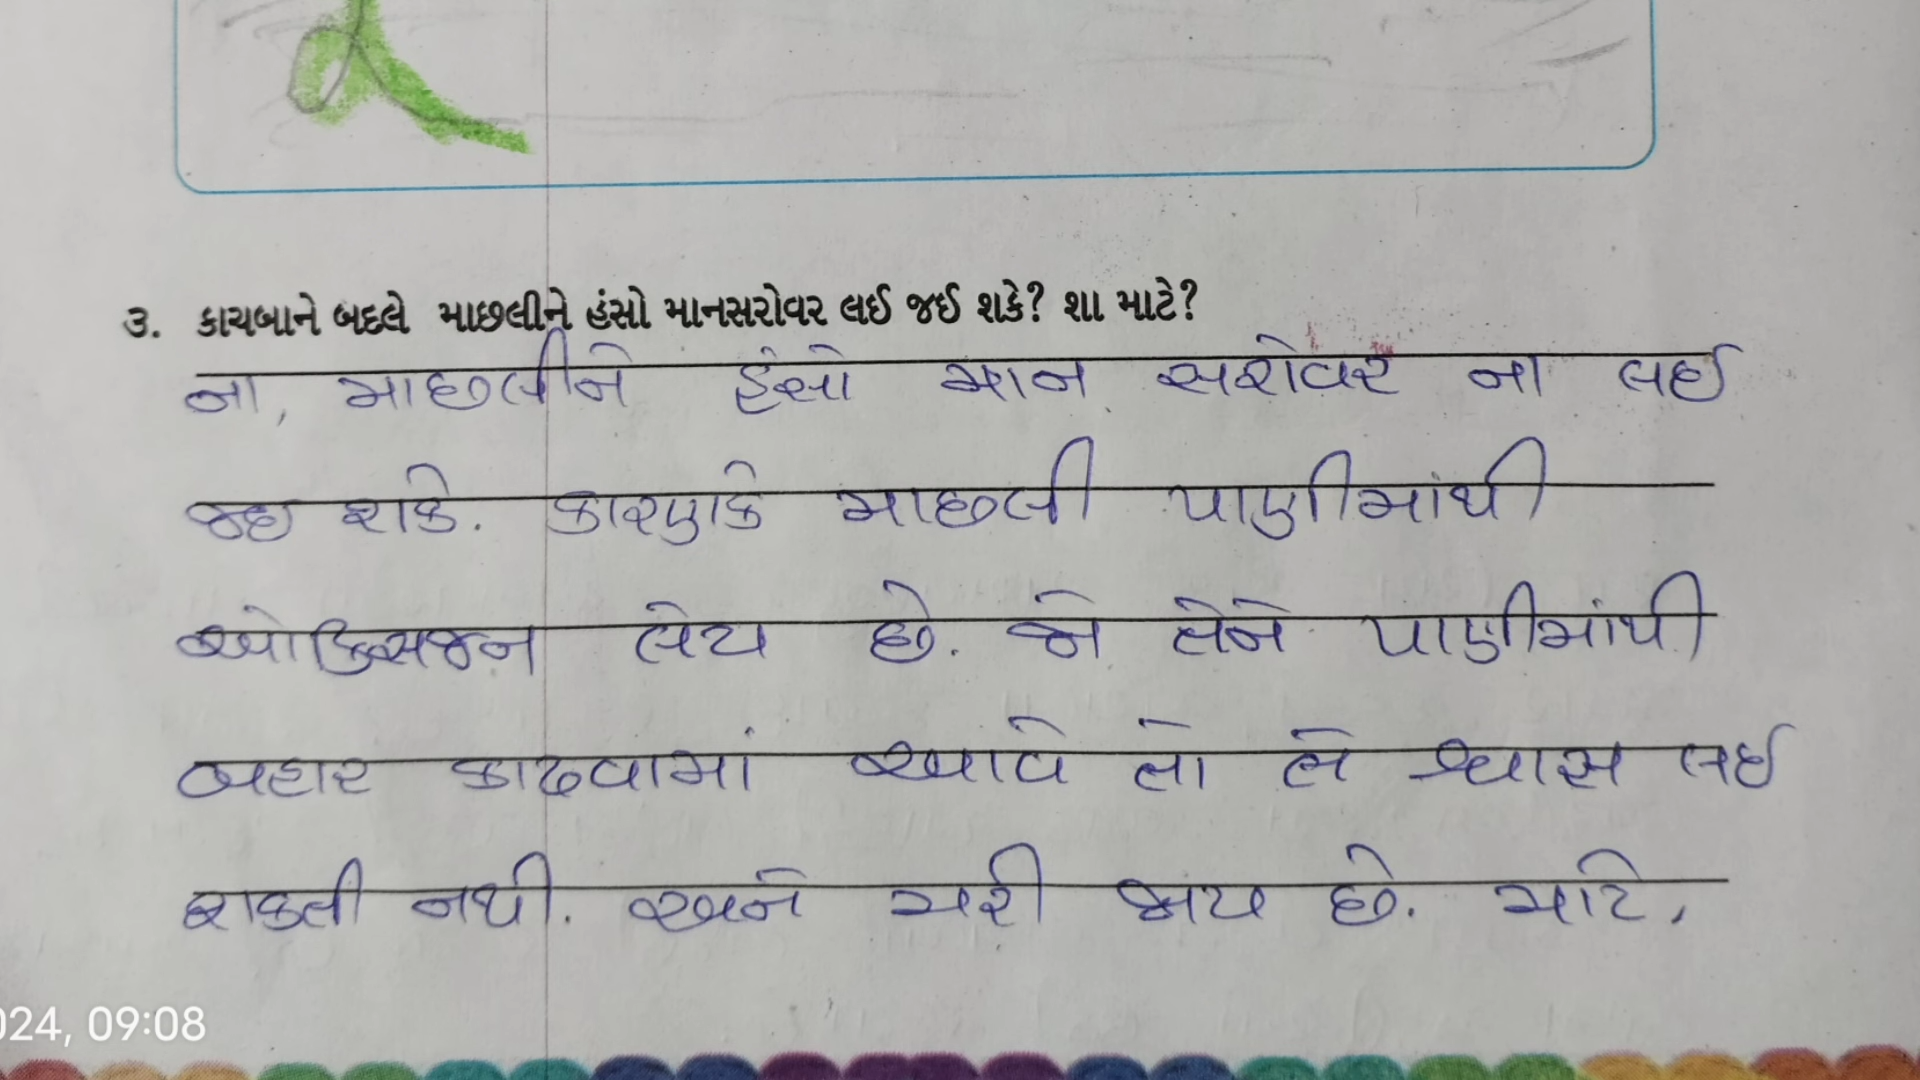 ૩. કાચબાને બદલે માછલીને હંસો માનસરોવર લઈ જઈ શકે? શા માટે?
ના, માછલીને હંસો માન સરોવર ના લઈ
જઇ શકે. કારણકે માછલી પાણીમાંથી
ઓક્સિજન લેય છે. જો તેને પાણીમાંથી
બહાર કાઢવામાં આવે તો તે શ્વાસ લઈ
શકતી નથી. અને મરી જાય છે. માટે.
024, 09:08